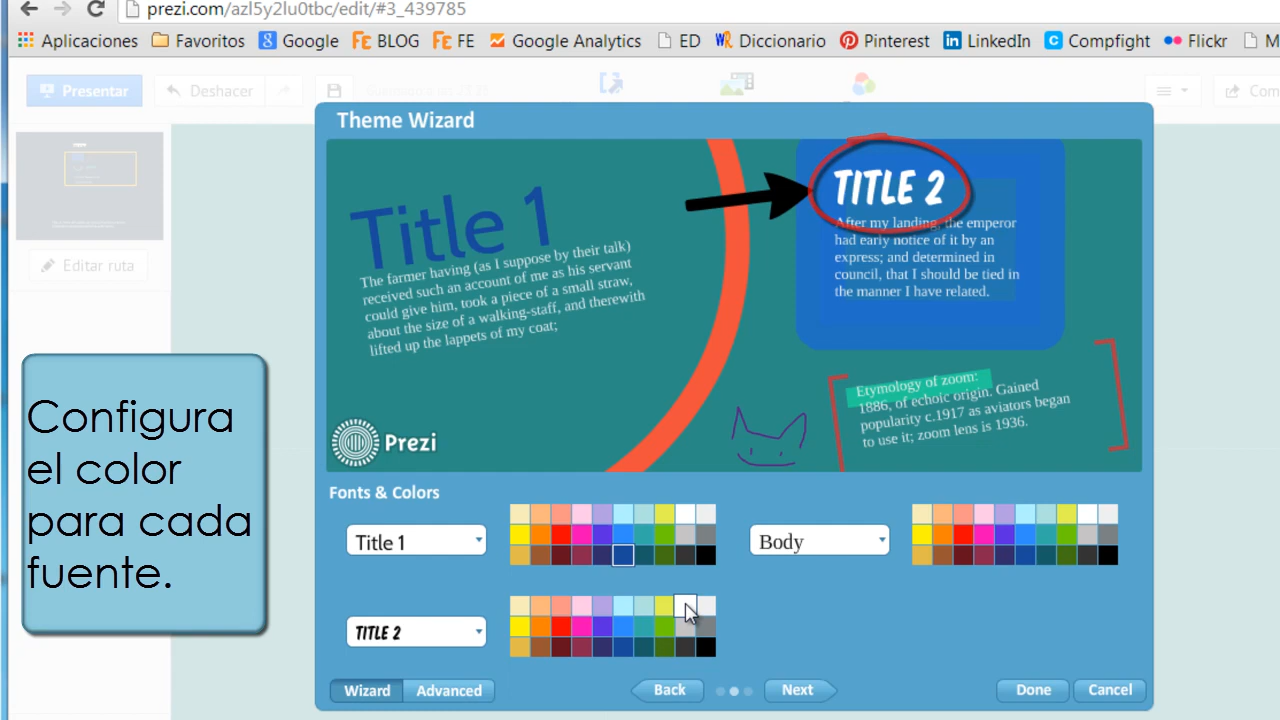 prezi.com/azl5y2lu0tbc/edit/#3_439785
Aplicaciones Favoritos Google BLOG FE Google Analytics ED Diccionario Pinterest LinkedIn Compfight Flickr M
Presentar Deshacer Com
Theme Wizard
Editar ruta
Title 1
The farmer having (as I suppose by their talk)
received such an account of me as his servant
could give him, took a piece of a small straw,
about the size of a walking-staff, and therewith
lifted up the lappets of my coat;
TITLE 2
After my landing, the emperor
had early notice of it by an
express; and determined in
council, that I should be tied in
the manner I have related.
Etymology of zoom:
1886, of echoic origin. Gained
popularity c.1917 as aviators began
to use it; zoom lens is 1936.
Prezi
Configura
el color
para cada
fuente.
Fonts & Colors
Title 1
Body
TITLE 2
Wizard Advanced Back Next Done Cancel